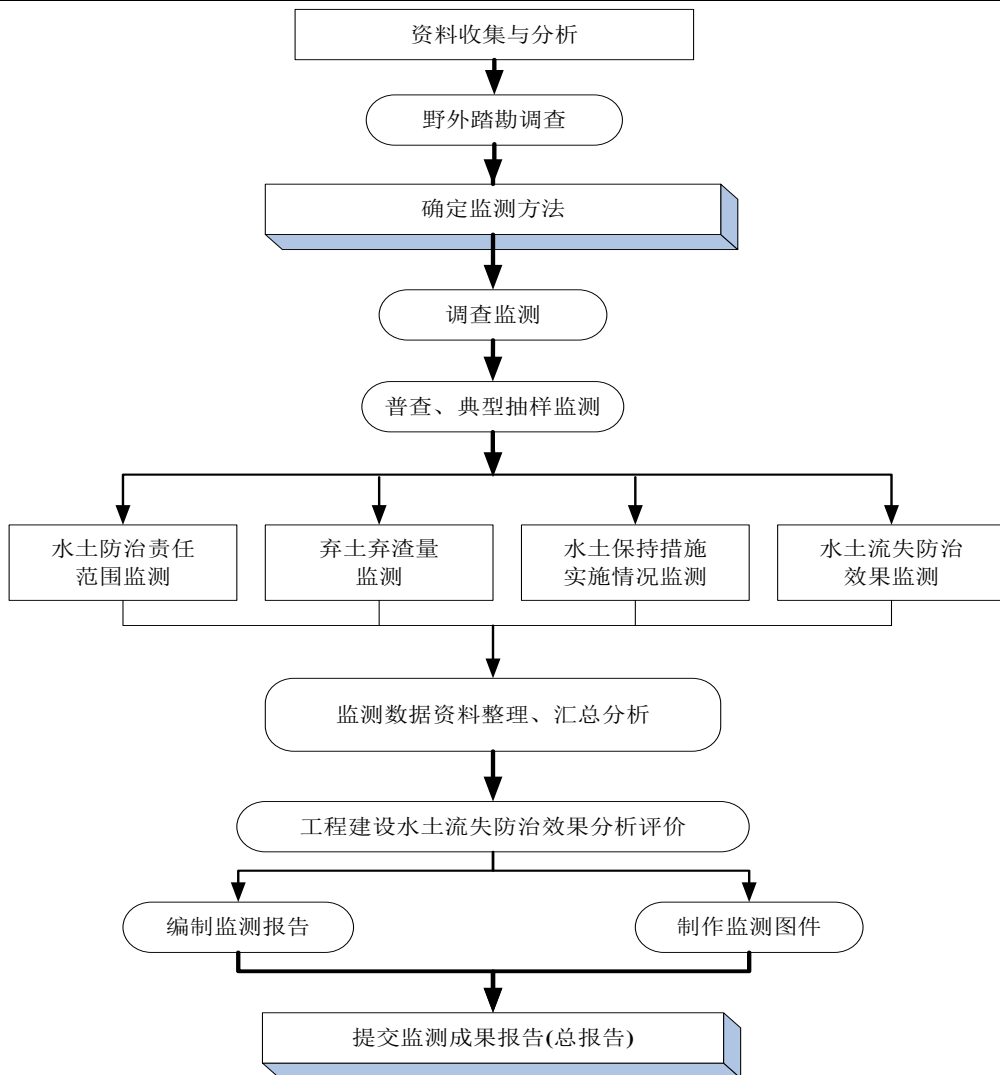 资料收集与分析
野外踏勘调查
确定监测方法
调查监测
普查、典型抽样监测
水土防治责任
范围监测
弃土弃渣量
监测
水土保持措施
实施情况监测
水土流失防治
效果监测
监测数据资料整理、汇总分析
工程建设水土流失防治效果分析评价
编制监测报告
制作监测图件
提交监测成果报告(总报告)